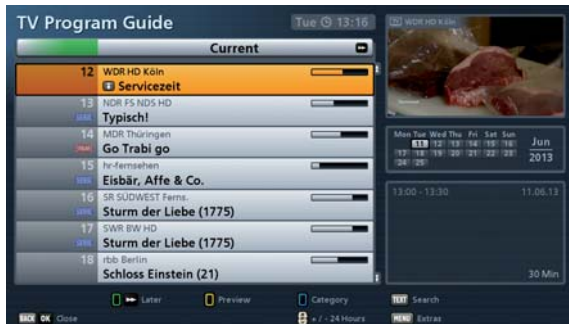 TV Program Guide
Tue 13:16
WDR HD Köln
Current
12 WDR HD Köln
Servicezeit
13 NDR FS NDS HD
Typisch!
14 MDR Thüringen
Go Trabi go
15 hr-fernsehen
Eisbär, Affe & Co.
16 SR SÜDWEST Ferns.
Sturm der Liebe (1775)
17 SWR BW HD
Sturm der Liebe (1775)
18 rbb Berlin
Schloss Einstein (21)
Mon Tue Wed Thu Fri Sat Sun
11 12 13 14 15 16
17 18 19 20 21 22 23
24 25
Jun
2013
13:00 - 13:30 11.06.13
30 Min
Later Preview Category TEXT Search
BACK OK Close + / - 24 Hours MENU Extras